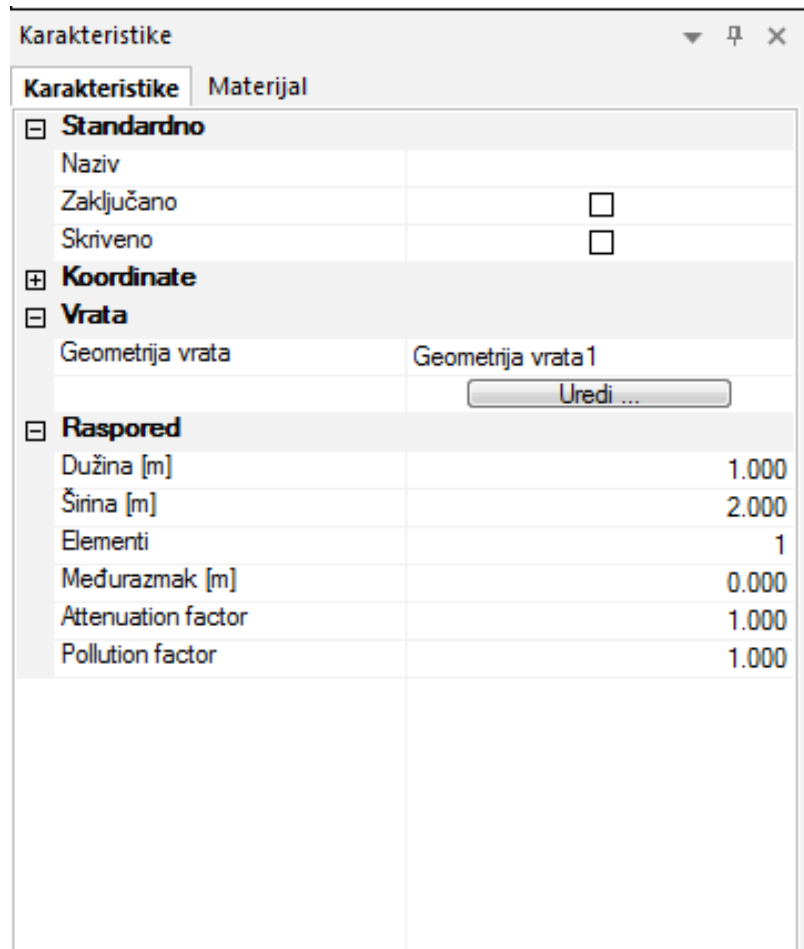 Karakteristike
Karakteristike Materijal
Standardno
Naziv
Zaključano
Skriveno
Koordinate
Vrata
Geometrija vrata Geometrija vrata1
Uredi ...
Raspored
Dužina [m] 1.000
Širina [m] 2.000
Elementi 1
Međurazmak [m] 0.000
Attenuation factor 1.000
Pollution factor 1.000